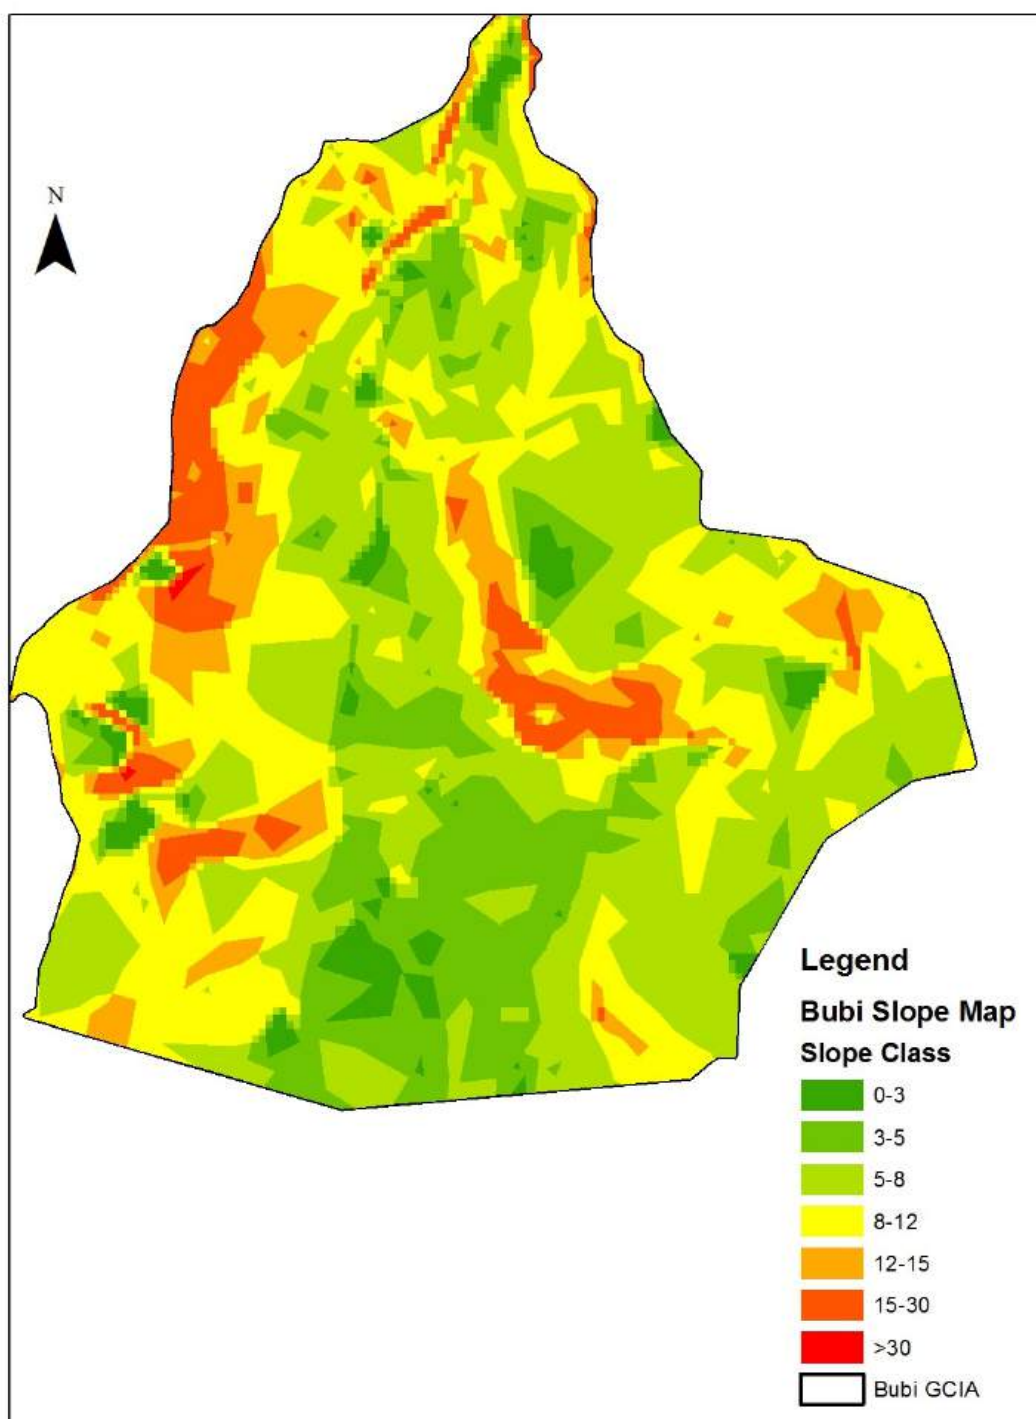 N
Legend
Bubi Slope Map
Slope Class
0-3
3-5
5-8
8-12
12-15
15-30
>30
Bubi GCIA